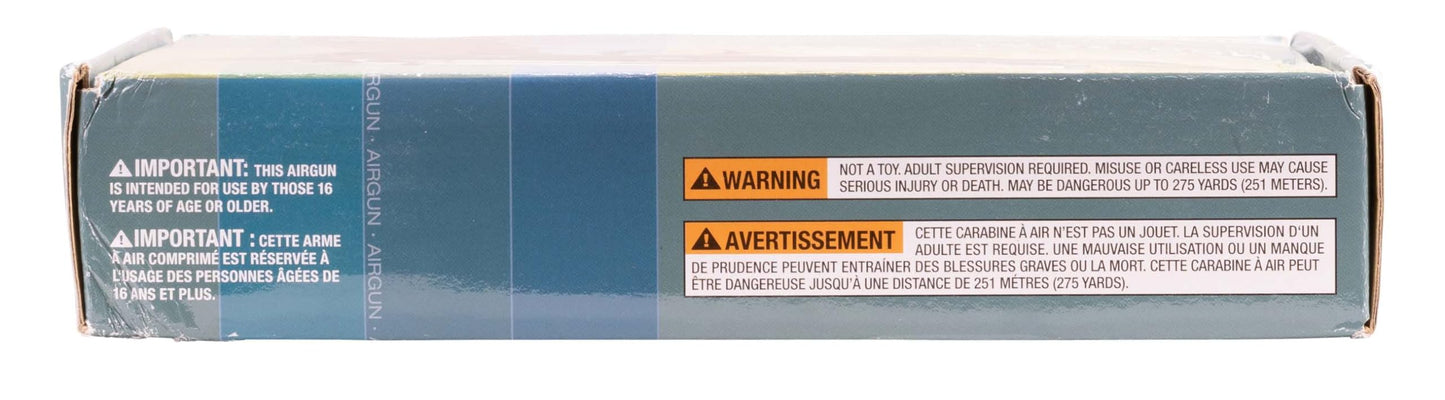 IMPORTANT: THIS AIRGUN
IS INTENDED FOR USE BY THOSE 16
YEARS OF AGE OR OLDER.
IMPORTANT : CETTE ARME
À AIR COMPRIMÉ EST RÉSERVÉE À
L'USAGE DES PERSONNES ÂGÉES DE
16 ANS ET PLUS.
RGUN • AIRGUN • AIRGUN •
WARNING
NOT A TOY. ADULT SUPERVISION REQUIRED. MISUSE OR CARELESS USE MAY CAUSE
SERIOUS INJURY OR DEATH. MAY BE DANGEROUS UP TO 275 YARDS (251 METERS).
AVERTISSEMENT
CETTE CARABINE À AIR N'EST PAS UN JOUET. LA SUPERVISION D'UN
ADULTE EST REQUISE. UNE MAUVAISE UTILISATION OU UN MANQUE
DE PRUDENCE PEUVENT ENTRAÎNER DES BLESSURES GRAVES OU LA MORT. CETTE CARABINE À AIR PEUT
ÊTRE DANGEREUSE JUSQU'À UNE DISTANCE DE 251 MÉTRES (275 YARDS).